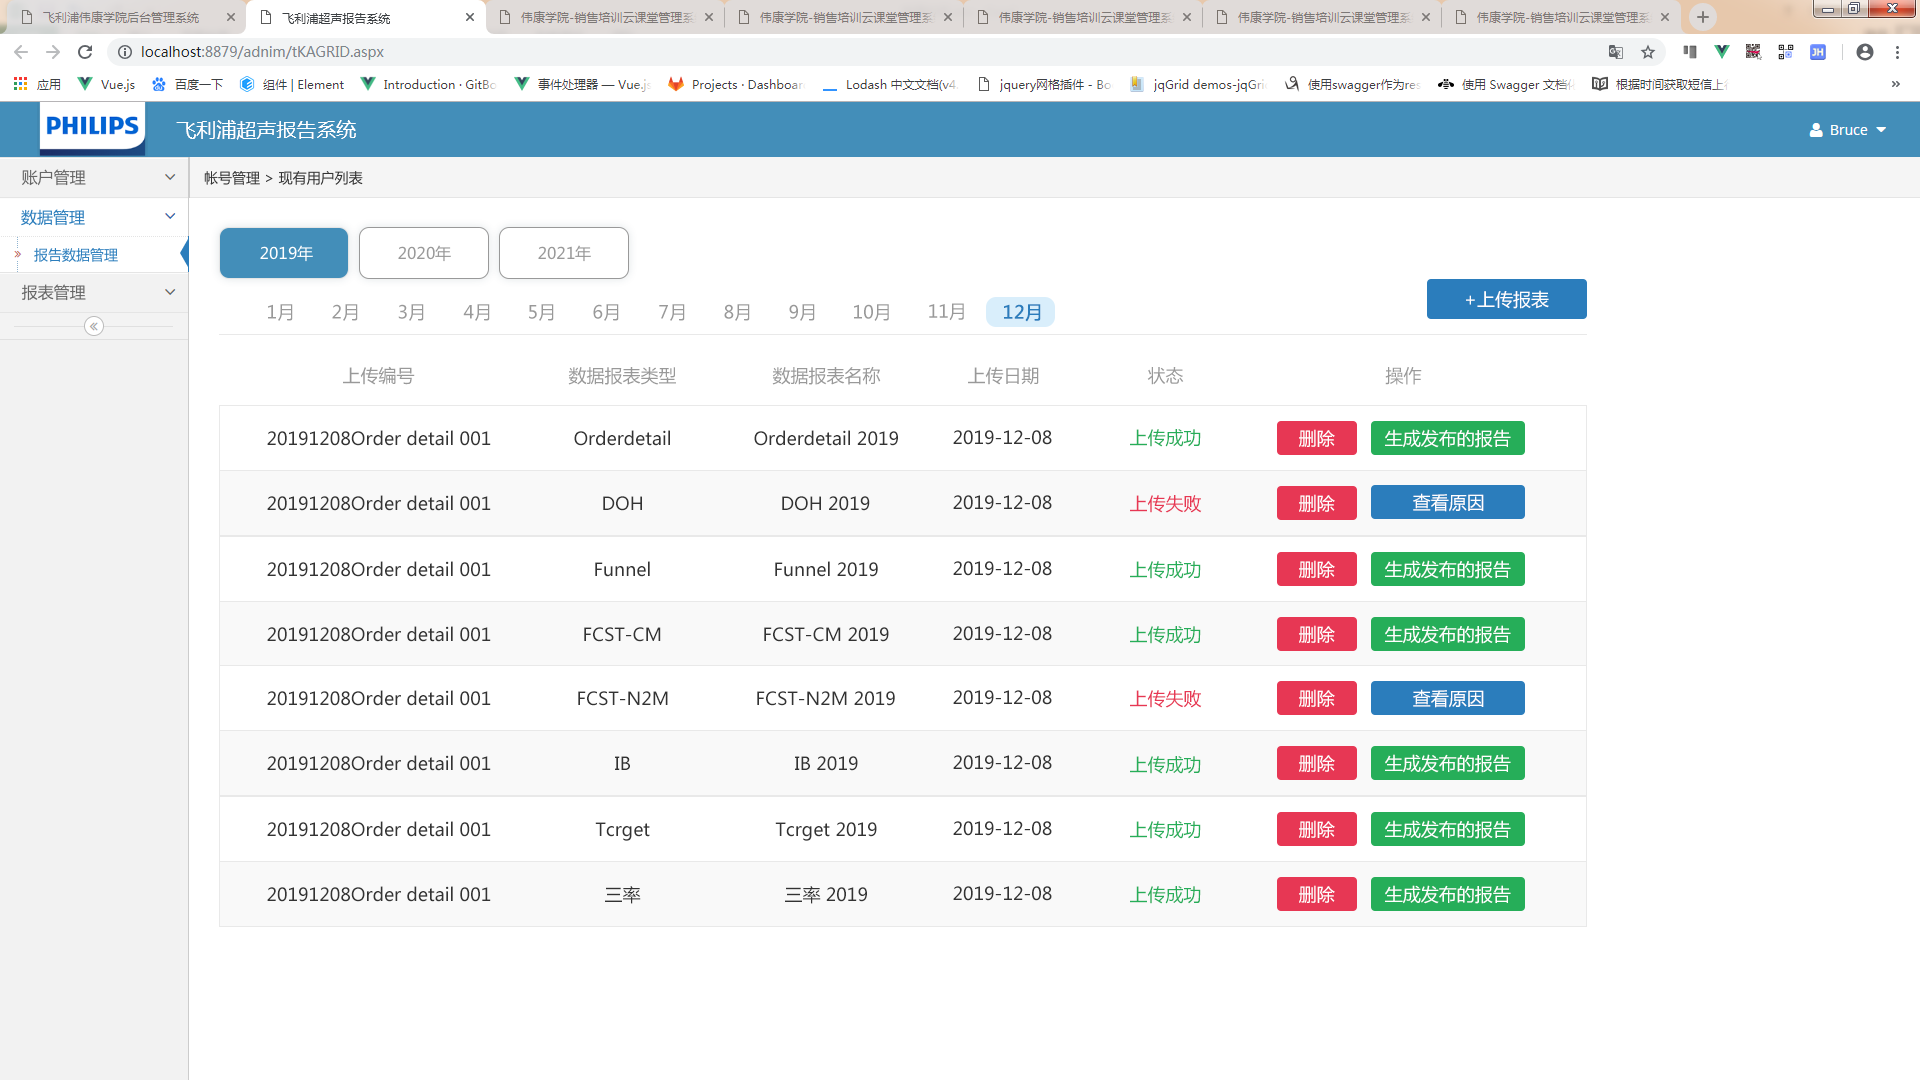 飞利浦伟康学院后台管理系统
飞利浦超声报告系统
伟康学院-销售培训云课堂管理系
伟康学院-销售培训云课堂管理系
伟康学院-销售培训云课堂管理系
伟康学院-销售培训云课堂管理系
伟康学院-销售培训云课堂管理系
localhost:8879/adnim/tKAGRID.aspx
JH
应用
Vue.js
百度一下
组件 | Element
Introduction · GitBo
事件处理器 — Vue.js
Projects · Dashboar
Lodash 中文文档(v4.
jquery网格插件 - Bo
jqGrid demos-jqGri
使用swagger作为res
使用 Swagger 文档化
根据时间获取短信上
»
PHILIPS
飞利浦超声报告系统
Bruce
账户管理
数据管理
» 报告数据管理
报表管理
«
帐号管理 > 现有用户列表
2019年 2020年 2021年
1月 2月 3月 4月 5月 6月 7月 8月 9月 10月 11月 12月
+上传报表
上传编号 数据报表类型 数据报表名称 上传日期 状态 操作
20191208Order detail 001 Orderdetail Orderdetail 2019 2019-12-08 上传成功 删除 生成发布的报告
20191208Order detail 001 DOH DOH 2019 2019-12-08 上传失败 删除 查看原因
20191208Order detail 001 Funnel Funnel 2019 2019-12-08 上传成功 删除 生成发布的报告
20191208Order detail 001 FCST-CM FCST-CM 2019 2019-12-08 上传成功 删除 生成发布的报告
20191208Order detail 001 FCST-N2M FCST-N2M 2019 2019-12-08 上传失败 删除 查看原因
20191208Order detail 001 IB IB 2019 2019-12-08 上传成功 删除 生成发布的报告
20191208Order detail 001 Tcrget Tcrget 2019 2019-12-08 上传成功 删除 生成发布的报告
20191208Order detail 001 三率 三率 2019 2019-12-08 上传成功 删除 生成发布的报告